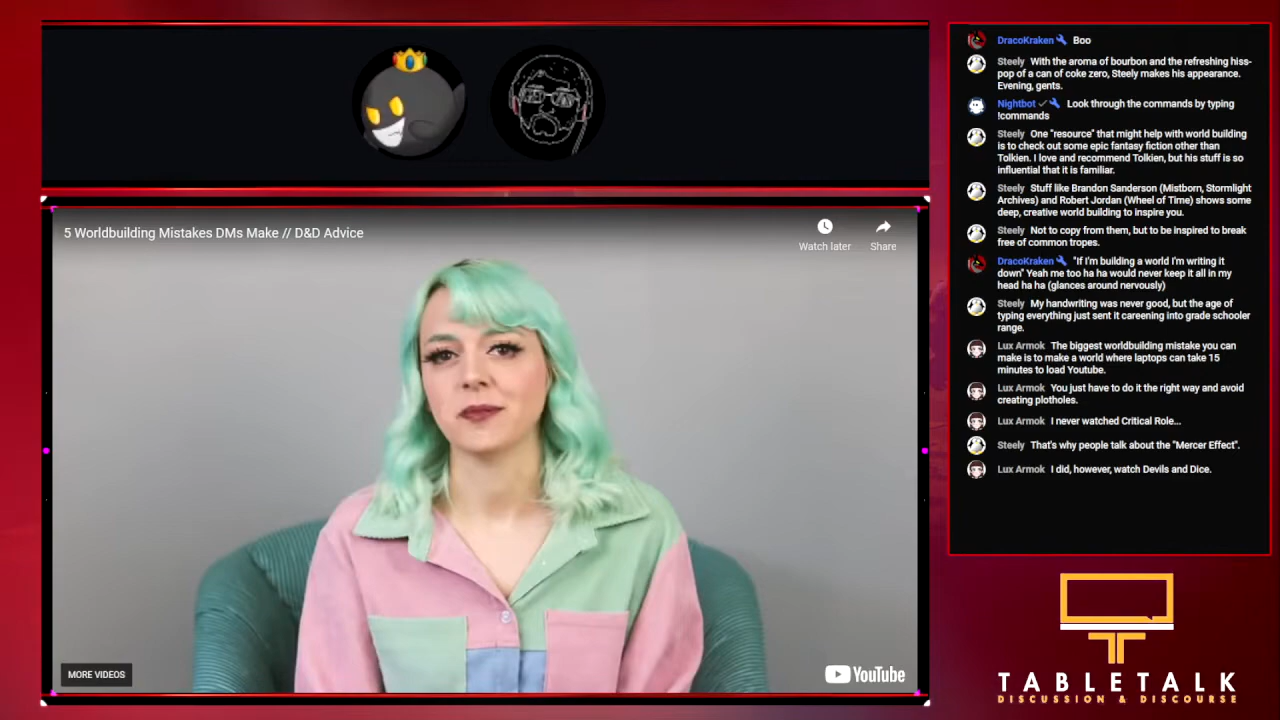 5 Worldbuilding Mistakes DMs Make // D&D Advice
Watch later
Share
MORE VIDEOS
YouTube
DracoKraken Boo
Steely With the aroma of bourbon and the refreshing hiss-
pop of a can of coke zero, Steely makes his appearance.
Evening, gents.
Nightbot Look through the commands by typing
!commands
Steely One "resource" that might help with world building
is to check out some epic fantasy fiction other than
Tolkien. I love and recommend Tolkien, but his stuff is so
influential that it is familiar.
Steely Stuff like Brandon Sanderson (Mistborn, Stormlight
Archives) and Robert Jordan (Wheel of Time) shows some
deep, creative world building to inspire you.
Steely Not to copy from them, but to be inspired to break
free of common tropes.
DracoKraken "If I'm building a world I'm writing it
down" Yeah me too ha ha would never keep it all in my
head ha ha (glances around nervously)
Steely My handwriting was never good, but the age of
typing everything just sent it careening into grade schooler
range.
Lux Armok The biggest worldbuilding mistake you can
make is to make a world where laptops can take 15
minutes to load Youtube.
Lux Armok You just have to do it the right way and avoid
creating plotholes.
Lux Armok I never watched Critical Role...
Steely That's why people talk about the "Mercer Effect".
Lux Armok I did, however, watch Devils and Dice.
TABLETALK
DISCUSSION & DISCOURSE